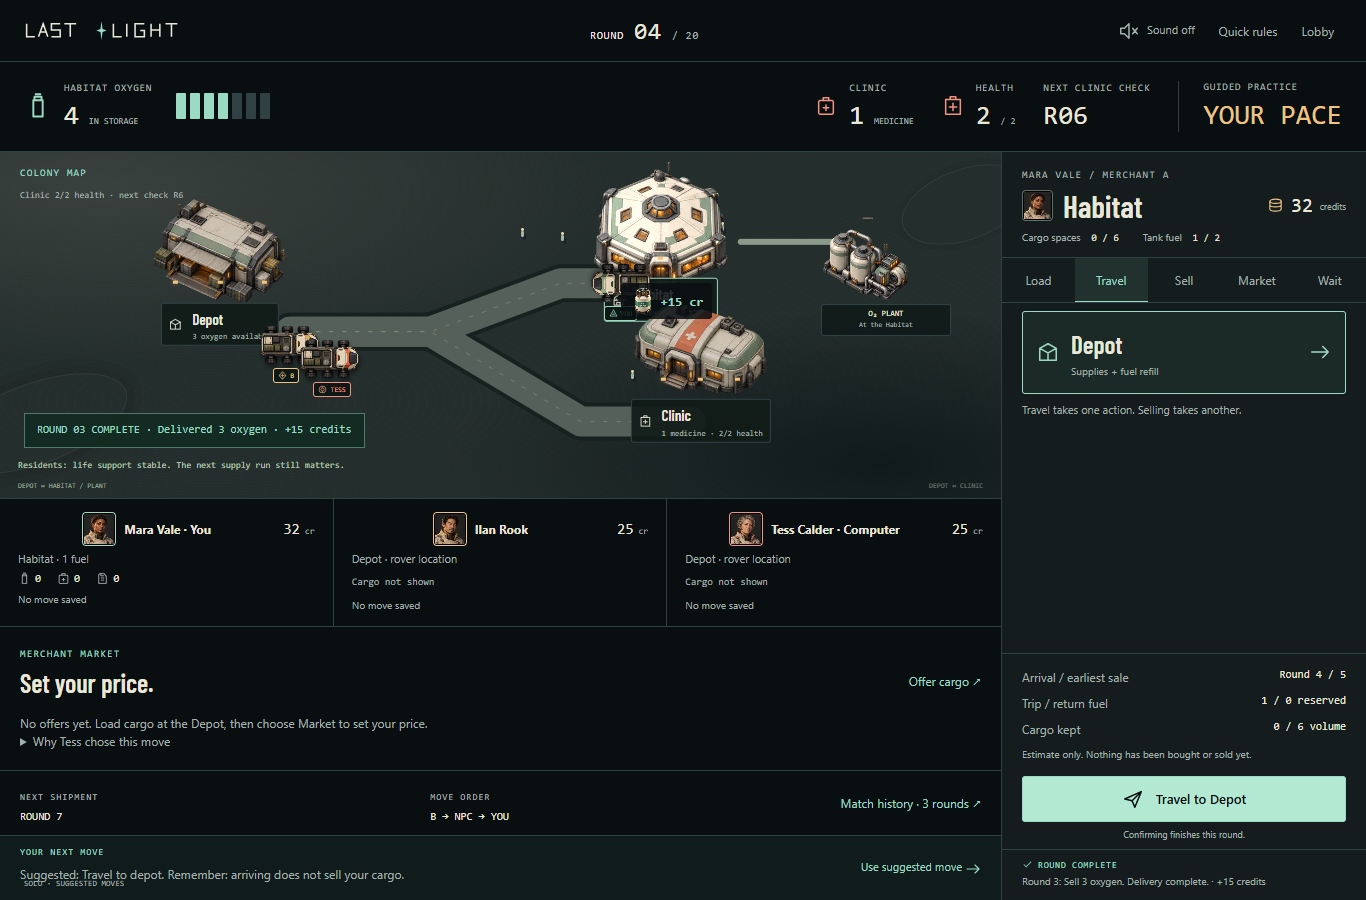 LAST LIGHT
ROUND 04 / 20
Sound off
Quick rules
Lobby
HABITAT OXYGEN
4 IN STORAGE
CLINIC
1 MEDICINE
HEALTH
2 / 2
NEXT CLINIC CHECK
R06
GUIDED PRACTICE
YOUR PACE
COLONY MAP
Clinic 2/2 health · next check R6
Depot
3 oxygen availab
B
TESS
+15 cr
O₂ PLANT
At the Habitat
Clinic
1 medicine · 2/2 health
ROUND 03 COMPLETE · Delivered 3 oxygen · +15 credits
Residents: life support stable. The next supply run still matters.
DEPOT ↔ HABITAT / PLANT
DEPOT ↔ CLINIC
MARA VALE / MERCHANT A
Habitat
32 credits
Cargo spaces 0 / 6
Tank fuel 1 / 2
Load
Travel
Sell
Market
Wait
Depot
Supplies + fuel refill
Travel takes one action. Selling takes another.
Mara Vale · You
32 cr
Habitat · 1 fuel
0
0
0
No move saved
Ilan Rook
25 cr
Depot · rover location
Cargo not shown
No move saved
Tess Calder · Computer
25 cr
Depot · rover location
Cargo not shown
No move saved
MERCHANT MARKET
Set your price.
Offer cargo ↗
No offers yet. Load cargo at the Depot, then choose Market to set your price.
▶ Why Tess chose this move
NEXT SHIPMENT
ROUND 7
MOVE ORDER
B → NPC → YOU
Match history · 3 rounds ↗
YOUR NEXT MOVE
Suggested: Travel to depot. Remember: arriving does not sell your cargo.
SOLO · SUGGESTED MOVES
Use suggested move →
Arrival / earliest sale
Round 4 / 5
Trip / return fuel
1 / 0 reserved
Cargo kept
0 / 6 volume
Estimate only. Nothing has been bought or sold yet.
Travel to Depot
Confirming finishes this round.
✓ ROUND COMPLETE
Round 3: Sell 3 oxygen. Delivery complete. · +15 credits